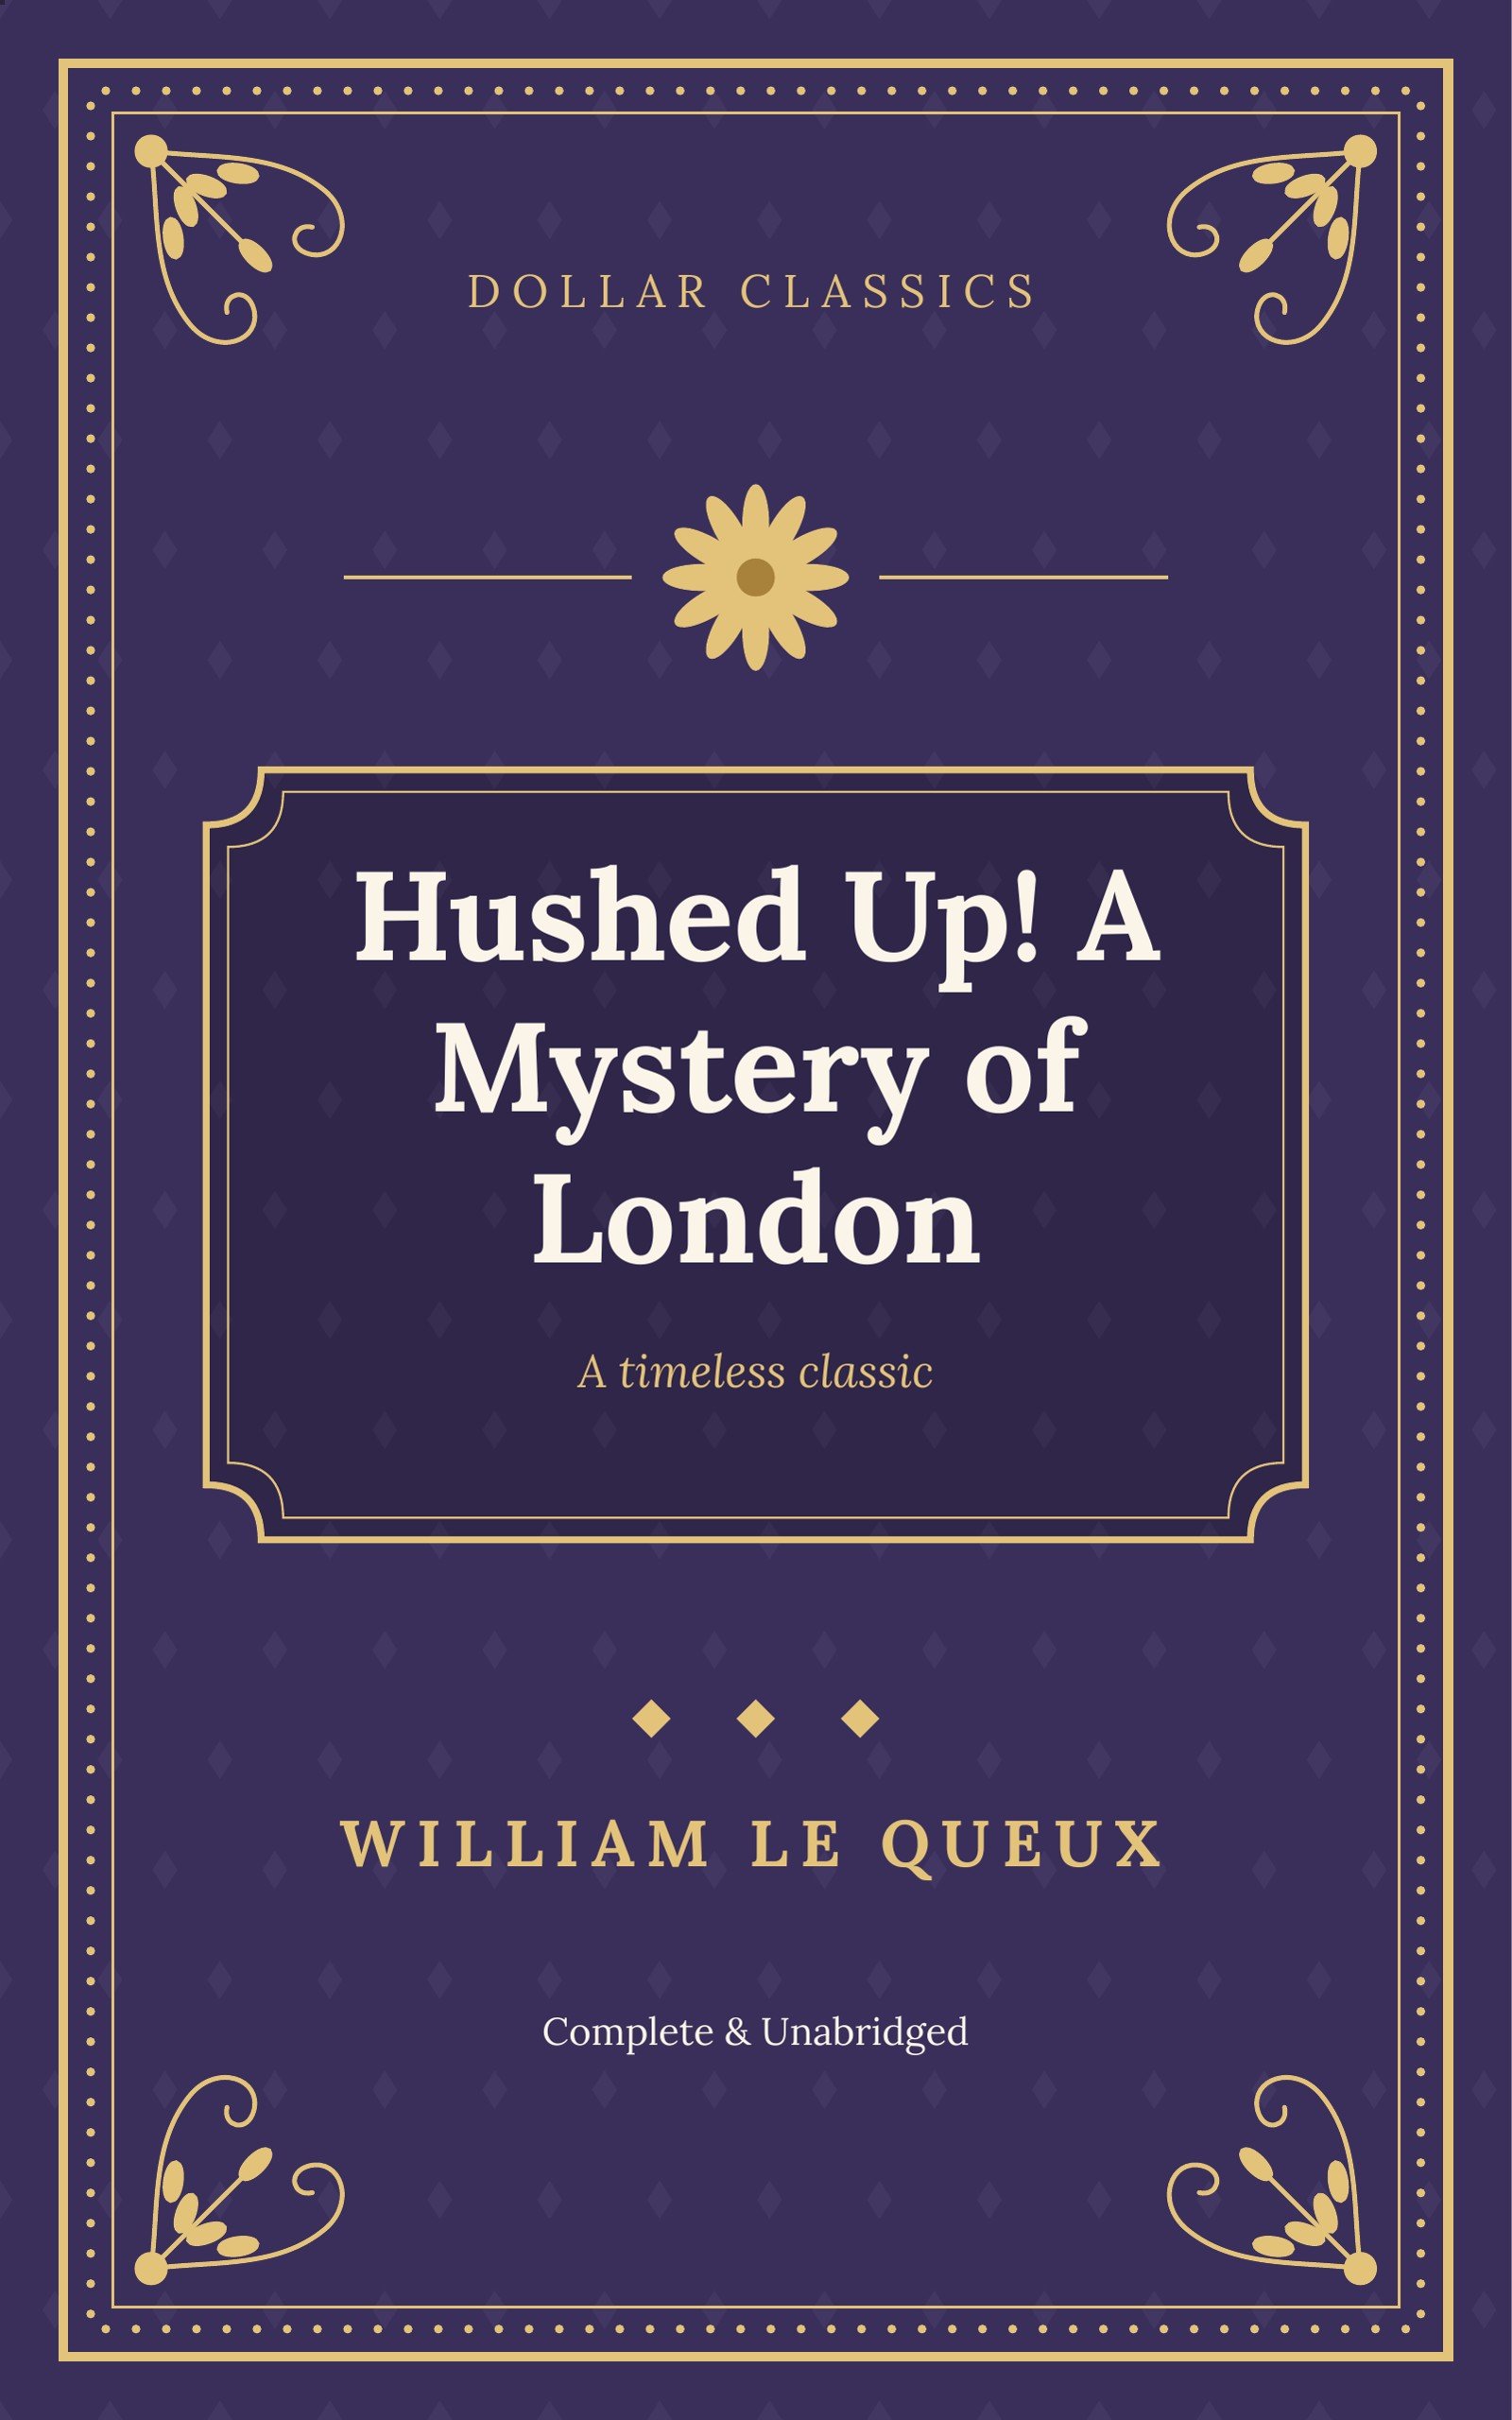 DOLLAR CLASSICS
Hushed Up! A
Mystery of
London
A timeless classic
WILLIAM LE QUEUX
Complete & Unabridged